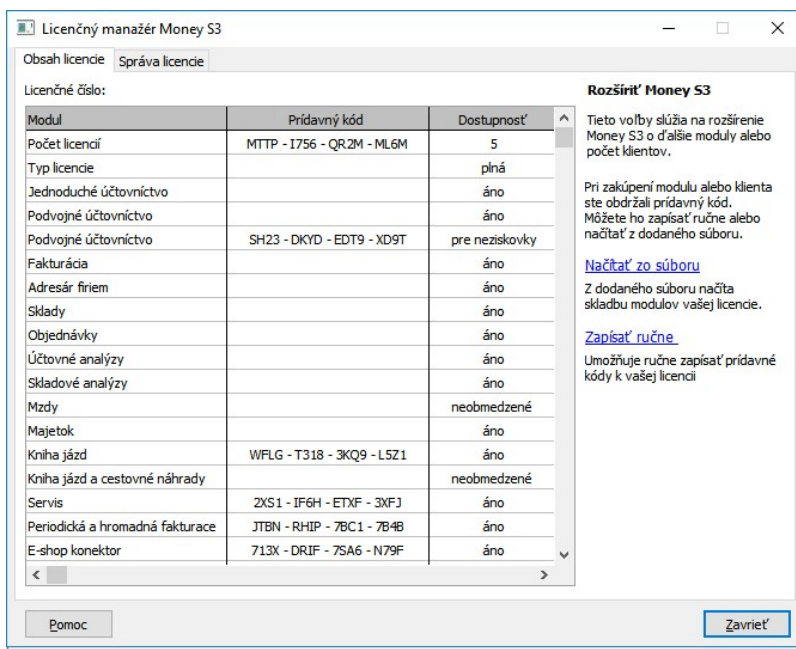 Licenčný manažér Money S3
Obsah licencie Správa licencie
Licenčné číslo:
Modul Prídavný kód Dostupnosť
Počet licencií MTTP - I756 - QR2M - ML6M 5
Typ licencie plná
Jednoduché účtovníctvo áno
Podvojné účtovníctvo áno
Podvojné účtovníctvo SH23 - DKYD - EDT9 - XD9T pre neziskovky
Fakturácia áno
Adresár firiem áno
Sklady áno
Objednávky áno
Účtovné analýzy áno
Skladové analýzy áno
Mzdy neobmedzené
Majetok áno
Kniha jázd WFLG - T318 - 3KQ9 - L5Z1 áno
Kniha jázd a cestovné náhrady neobmedzené
Servis 2XS1 - IF6H - ETXF - 3XFJ áno
Periodická a hromadná fakturace JTBN - RHIP - 7BC1 - 7B4B áno
E-shop konektor 713X - DRIF - 7SA6 - N79F áno
Rozšíriť Money S3
Tieto voľby slúžia na rozšírenie
Money S3 o ďalšie moduly alebo
počet klientov.
Pri zakúpení modulu alebo klienta
ste obdržali prídavný kód.
Môžete ho zapísať ručne alebo
načítať z dodaného súboru.
Načítať zo súboru
Z dodaného súboru načíta
skladbu modulov vašej licencie.
Zapísať ručne
Umožňuje ručne zapísať prídavné
kódy k vašej licencii
Pomoc Zavrieť